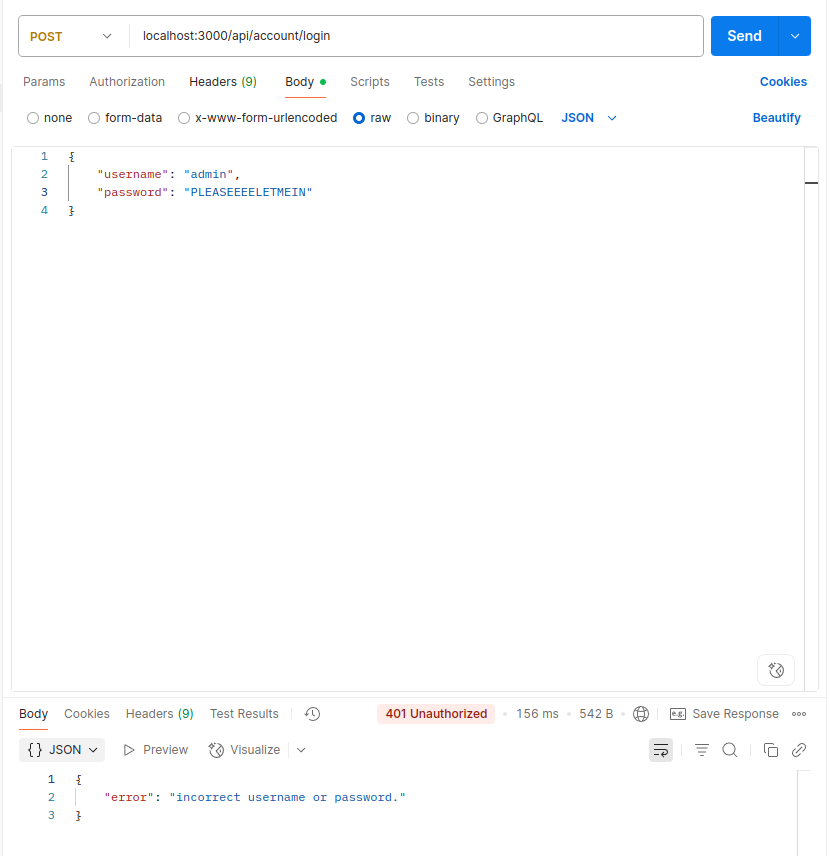 POST localhost:3000/api/account/login Send
Params Authorization Headers (9) Body Scripts Tests Settings Cookies
none form-data x-www-form-urlencoded raw binary GraphQL JSON Beautify
1 {
2 "username": "admin",
3 "password": "PLEASEEEELETMEIN"
4 }
Body Cookies Headers (9) Test Results 401 Unauthorized 156 ms 542 B e.g. Save Response
{} JSON Preview Visualize
1 {
2 "error": "incorrect username or password."
3 }